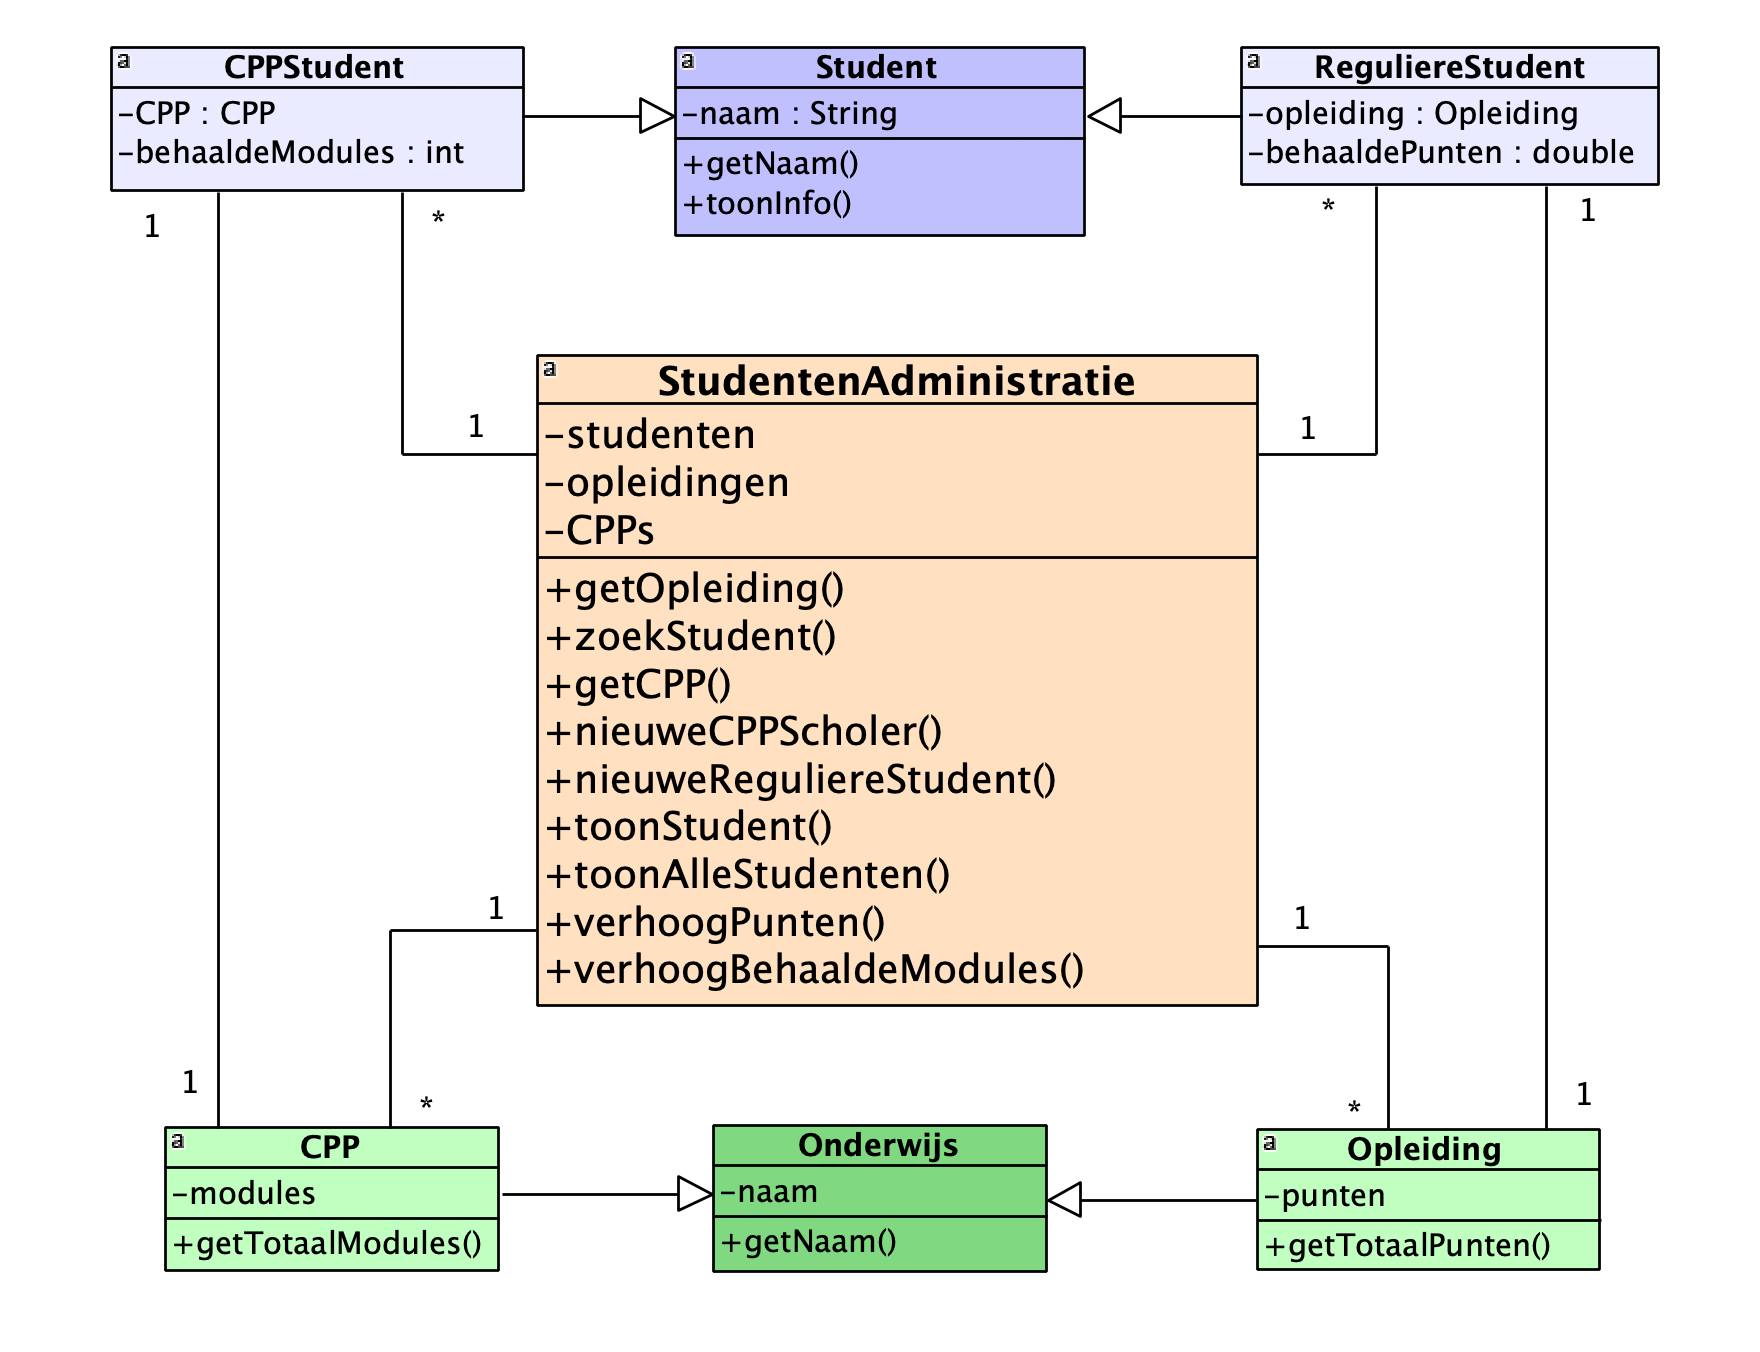 a
CPPStudent
-CPP : CPP
-behaaldeModules : int
a
Student
-naam : String
+getNaam()
+toonInfo()
a
ReguliereStudent
-opleiding : Opleiding
-behaaldePunten : double
1
*
*
1
1
1
a
StudentenAdministratie
-studenten
-opleidingen
-CPPs
+getOpleiding()
+zoekStudent()
+getCPP()
+nieuweCPPScholer()
+nieuweReguliereStudent()
+toonStudent()
+toonAlleStudenten()
+verhoogPunten()
+verhoogBehaaldeModules()
1
1
1
*
*
1
a
CPP
-modules
+getTotaalModules()
Onderwijs
-naam
+getNaam()
a
Opleiding
-punten
+getTotaalPunten()